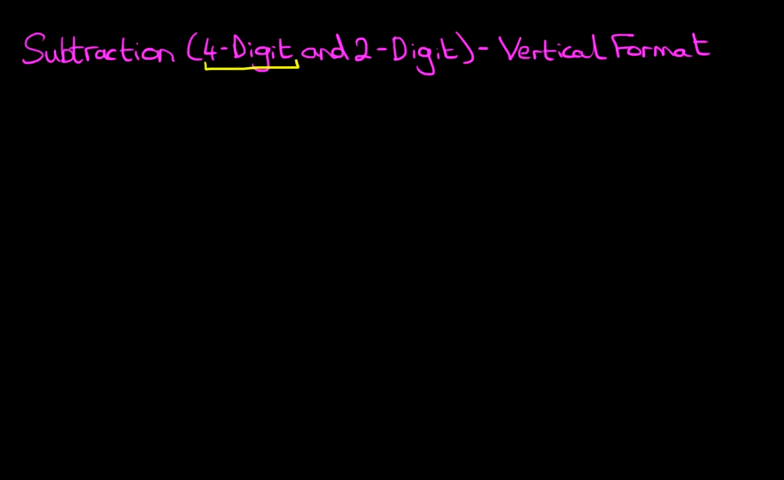 Subtraction (4-Digit and 2-Digit) - Vertical Format